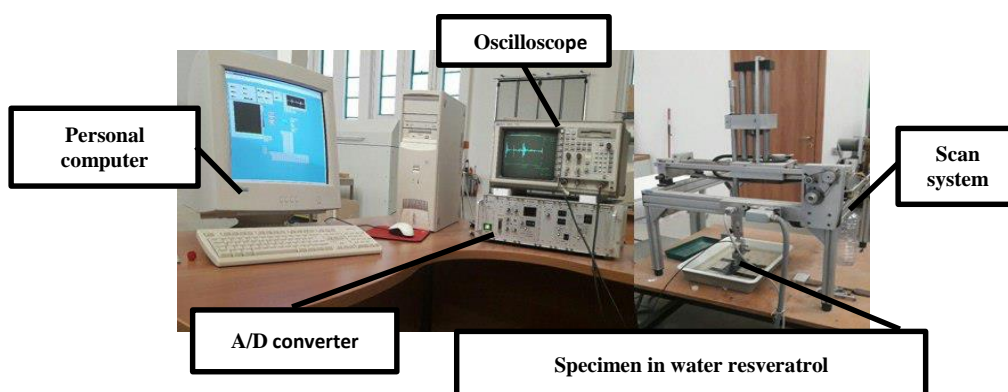 Oscilloscope
Personal
computer
Scan
system
A/D converter
Specimen in water resveratrol